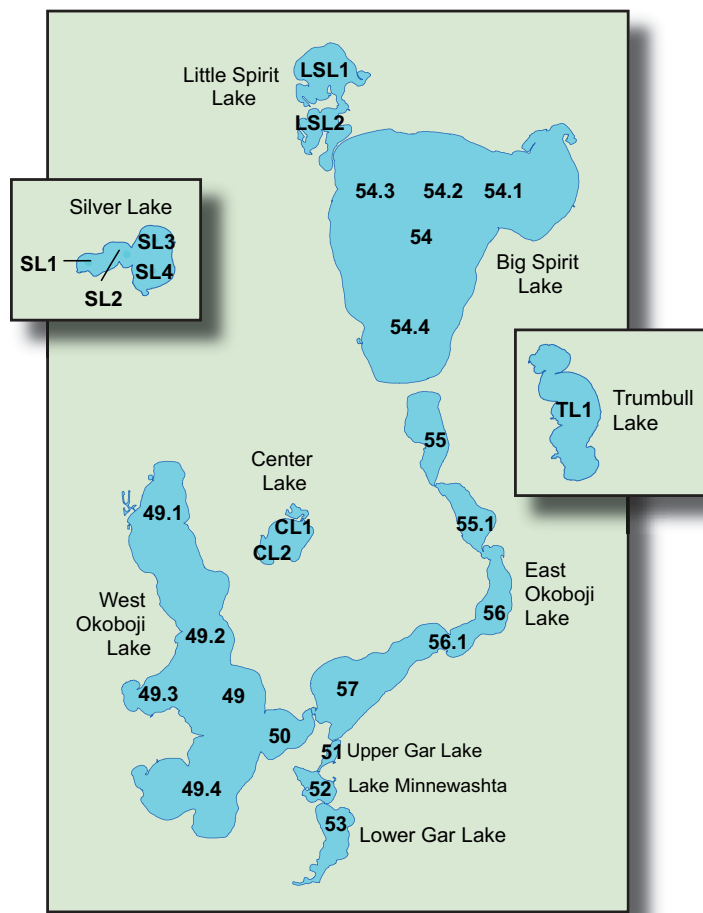 Little Spirit
Lake
LSL1
LSL2
54.3
54.2
54.1
54
Big Spirit
Lake
54.4
Silver Lake
SL1
SL2
SL3
SL4
TL1
Trumbull
Lake
55
55.1
Center
Lake
CL1
CL2
49.1
West
Okoboji
Lake
49.2
49.3
49
50
49.4
East
Okoboji
Lake
56
56.1
57
51
Upper Gar Lake
52
Lake Minnewashta
53
Lower Gar Lake